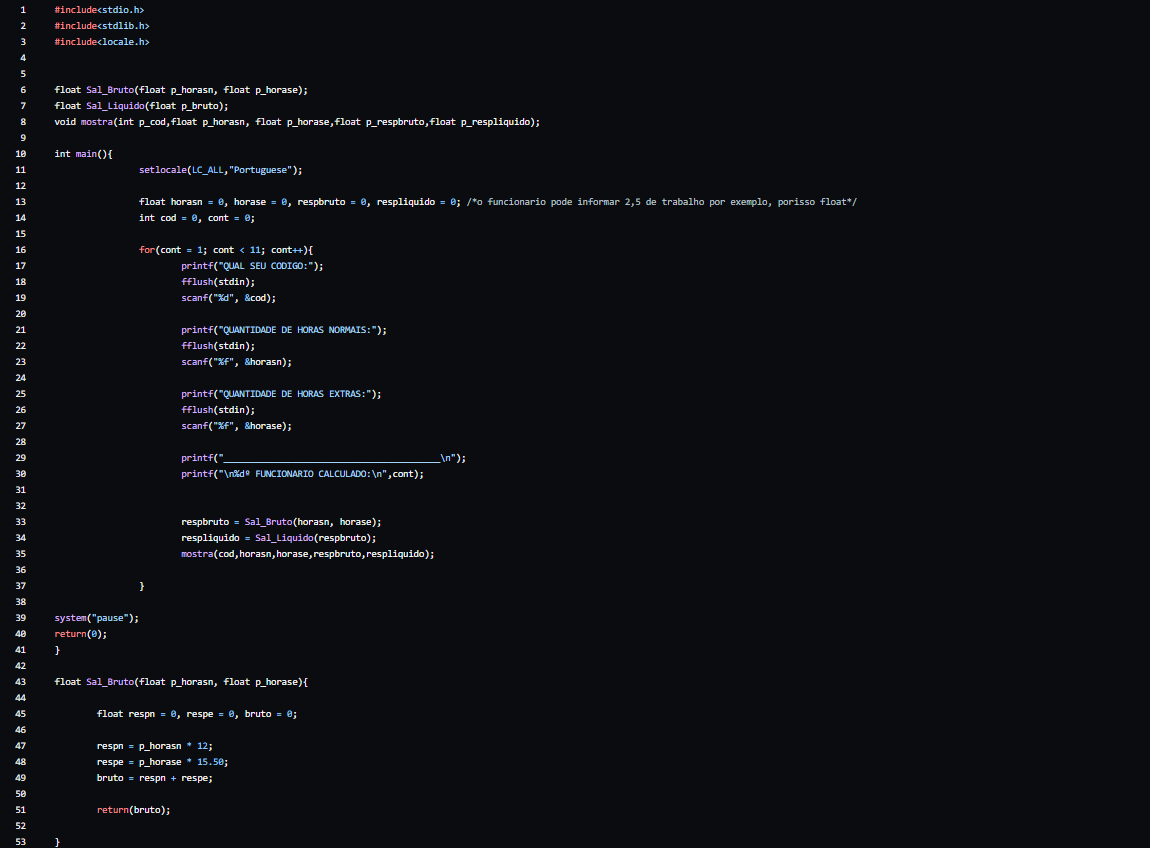 1 #include<stdio.h>
2 #include<stdlib.h>
3 #include<locale.h>
4
5
6 float Sal_Bruto(float p_horasn, float p_horase);
7 float Sal_Liquido(float p_bruto);
8 void mostra(int p_cod,float p_horasn, float p_horase,float p_respbruto,float p_respliquido);
9
10 int main(){
11 setlocale(LC_ALL,"Portuguese");
12
13 float horasn = 0, horase = 0, respbruto = 0, respliquido = 0; /*o funcionario pode informar 2,5 de trabalho por exemplo, porisso float*/
14 int cod = 0, cont = 0;
15
16 for(cont = 1; cont < 11; cont++){
17 printf("QUAL SEU CODIGO:");
18 fflush(stdin);
19 scanf("%d", &cod);
20
21 printf("QUANTIDADE DE HORAS NORMAIS:");
22 fflush(stdin);
23 scanf("%f", &horasn);
24
25 printf("QUANTIDADE DE HORAS EXTRAS:");
26 fflush(stdin);
27 scanf("%f", &horase);
28
29 printf("_________________________________________\n");
30 printf("\n%dº FUNCIONARIO CALCULADO:\n",cont);
31
32
33 respbruto = Sal_Bruto(horasn, horase);
34 respliquido = Sal_Liquido(respbruto);
35 mostra(cod,horasn,horase,respbruto,respliquido);
36
37 }
38
39 system("pause");
40 return(0);
41 }
42
43 float Sal_Bruto(float p_horasn, float p_horase){
44
45 float respn = 0, respe = 0, bruto = 0;
46
47 respn = p_horasn * 12;
48 respe = p_horase * 15.50;
49 bruto = respn + respe;
50
51 return(bruto);
52
53 }